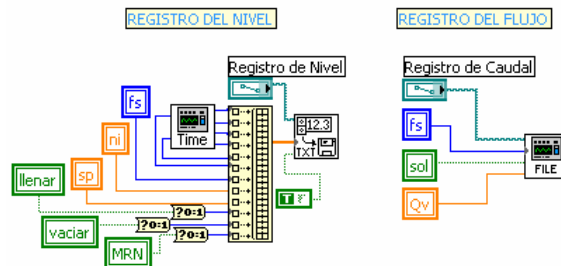 REGISTRO DEL NIVEL
REGISTRO DEL FLUJO
Registro de Nivel
Registro de Caudal
fs
Time
12.3
TXT
ni
sp
llenar
?0:1
vaciar
?0:1
?0:1
MRN
T
fs
sol
Qv
FILE